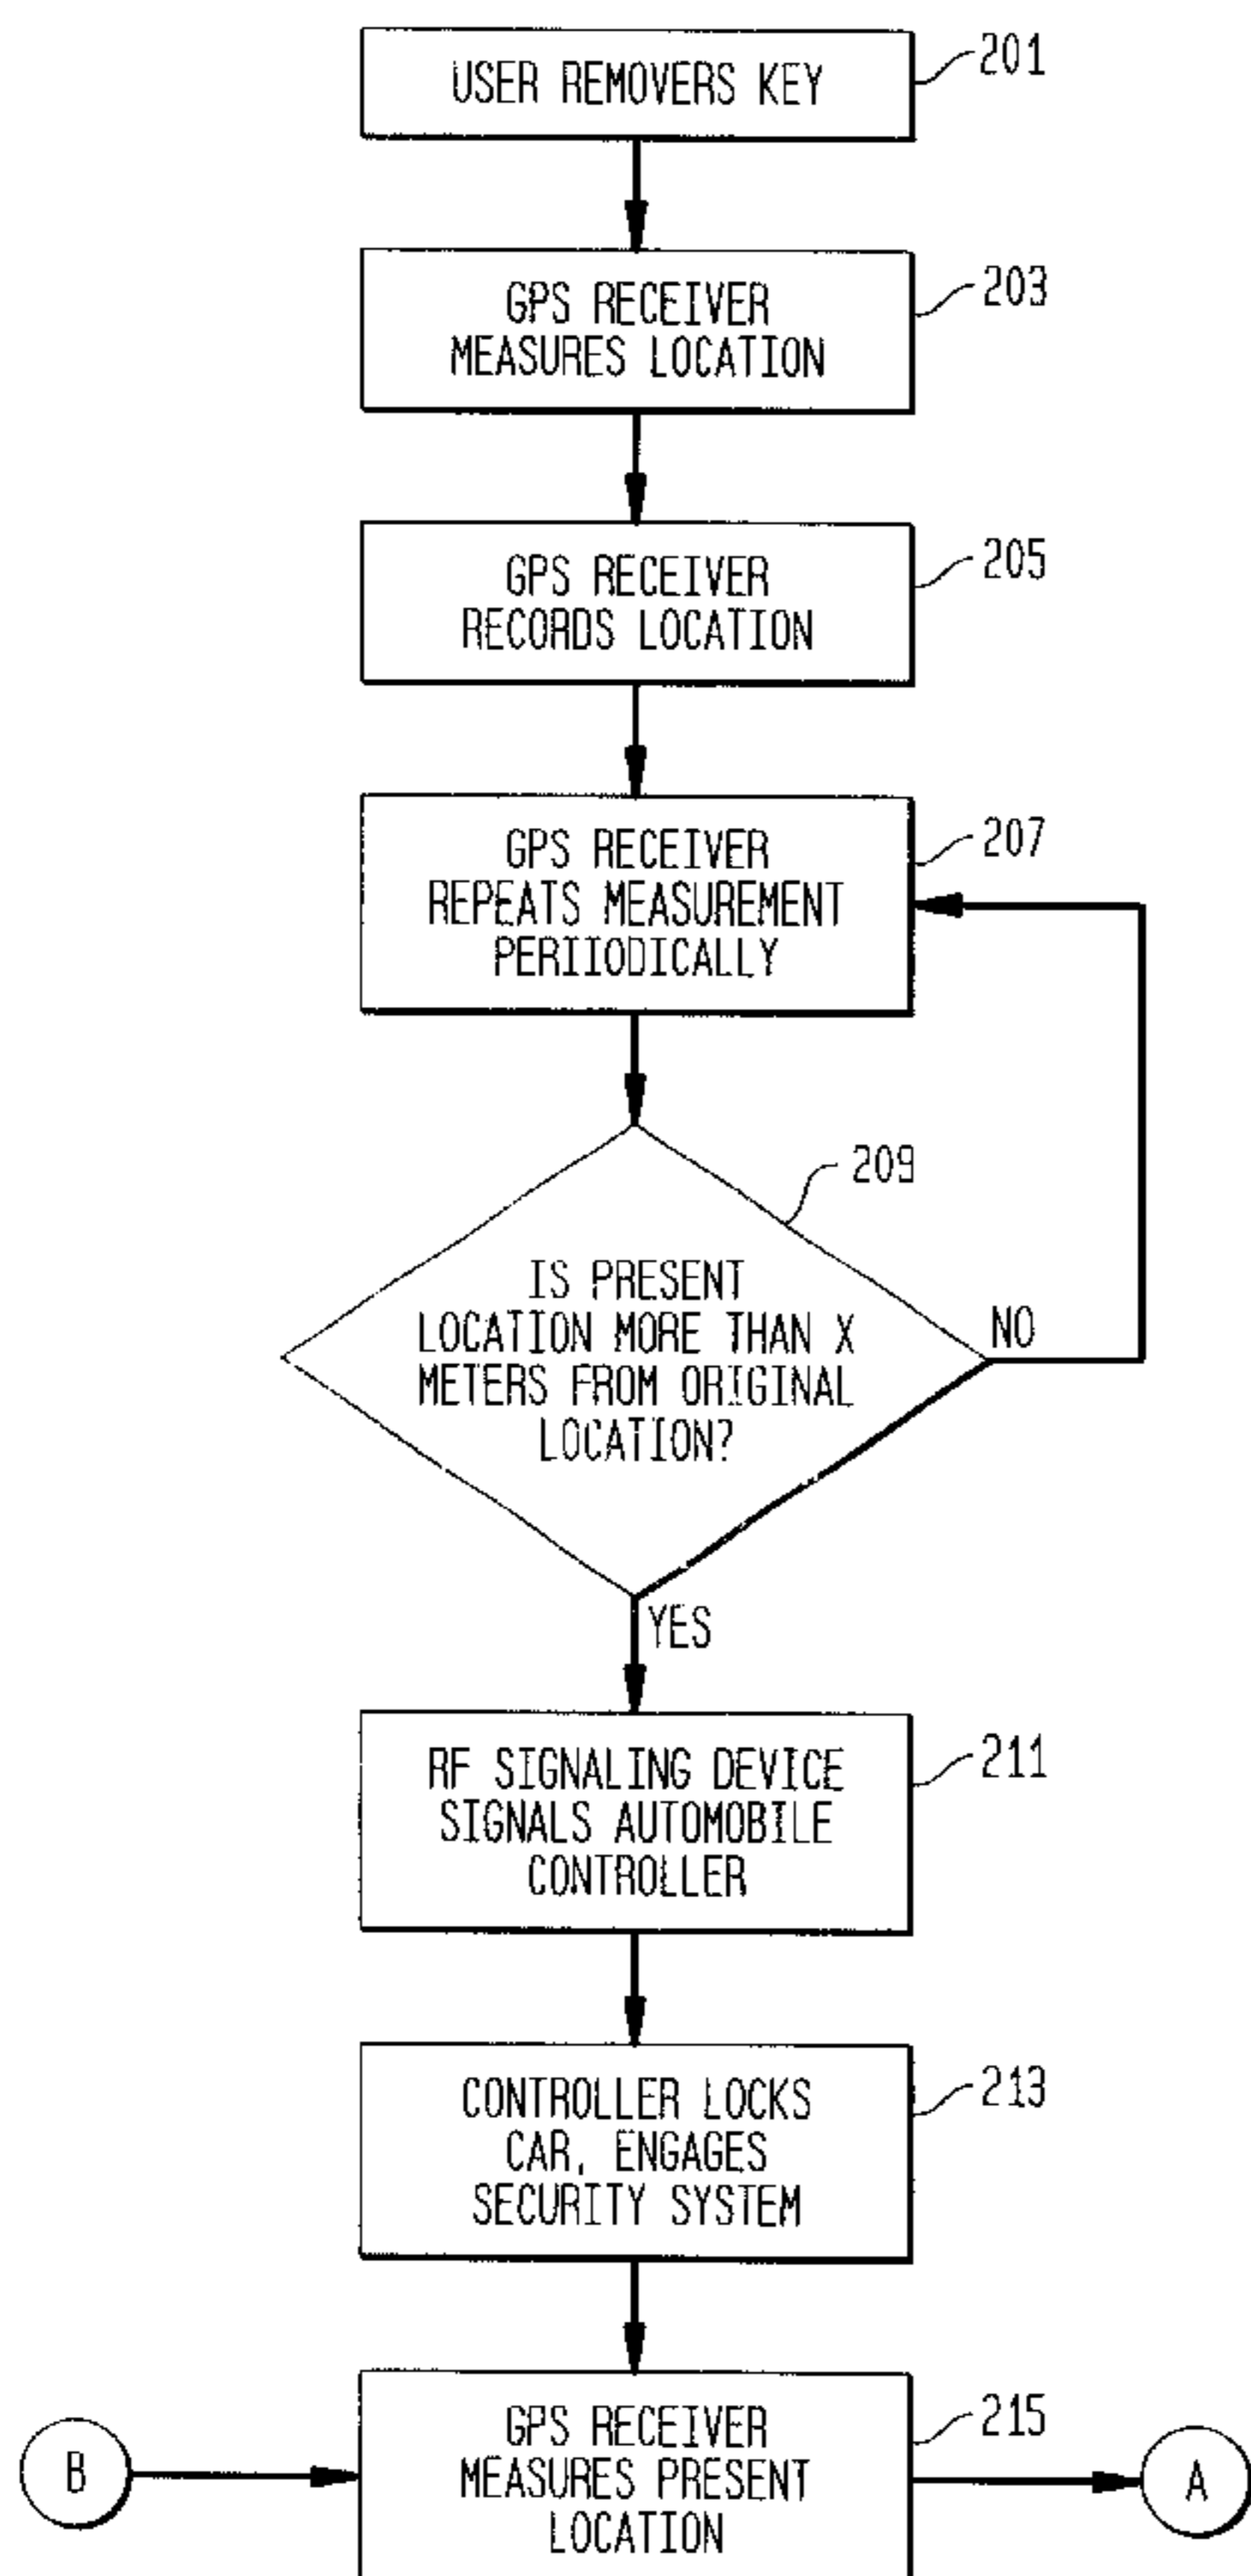 USER REMOVERS KEY
201
GPS RECEIVER
MEASURES LOCATION
203
GPS RECEIVER
RECORDS LOCATION
205
GPS RECEIVER
REPEATS MEASUREMENT
PERIIODICALLY
207
IS PRESENT
LOCATION MORE THAN X
METERS FROM ORIGINAL
LOCATION?
209
NO
YES
RF SIGNALING DEVICE
SIGNALS AUTOMOBILE
CONTROLLER
211
CONTROLLER LOCKS
CAR, ENGAGES
SECURITY SYSTEM
213
B
GPS RECEIVER
MEASURES PRESENT
LOCATION
215
A